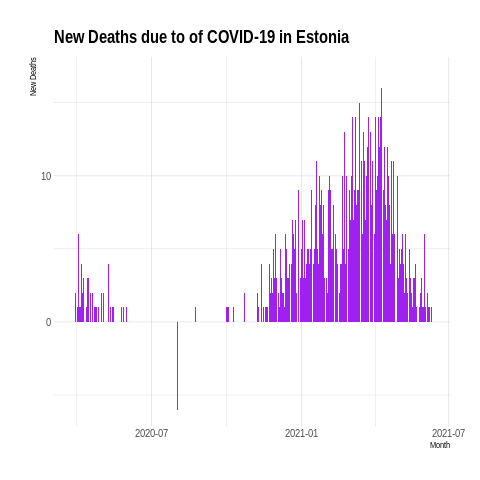 New Deaths due to of COVID-19 in Estonia
New Deaths
10
0
2020-07
2021-01
2021-07
Month